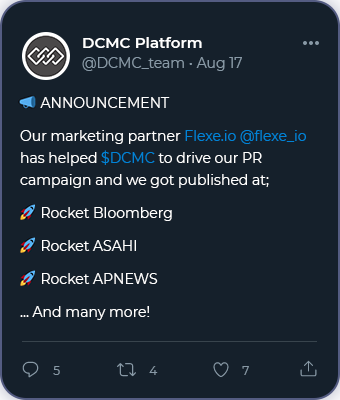 DCMC Platform
@DCMC_team · Aug 17
ANNOUNCEMENT
Our marketing partner Flexe.io @flexe_io
has helped $DCMC to drive our PR
campaign and we got published at;
Rocket Bloomberg
Rocket ASAHI
Rocket APNEWS
... And many more!
5 4 7